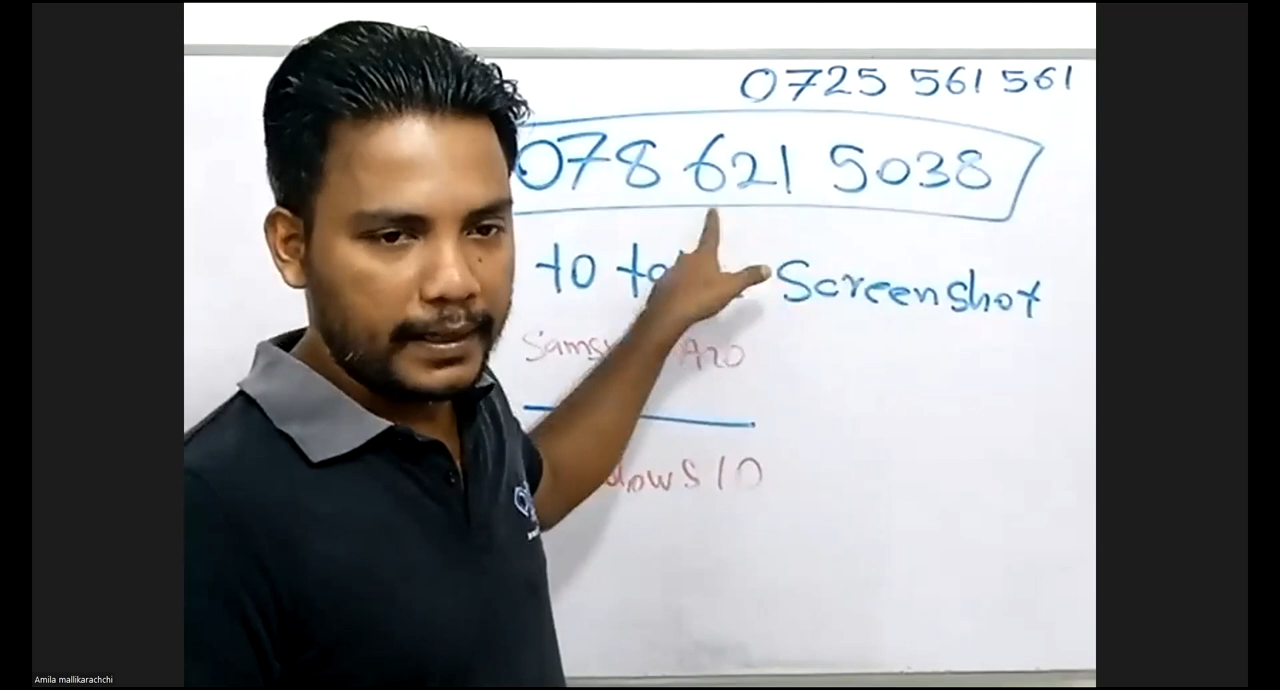 0725 561 561
078 621 5038
to Screenshot
A20
10
Amila mallikarachchi